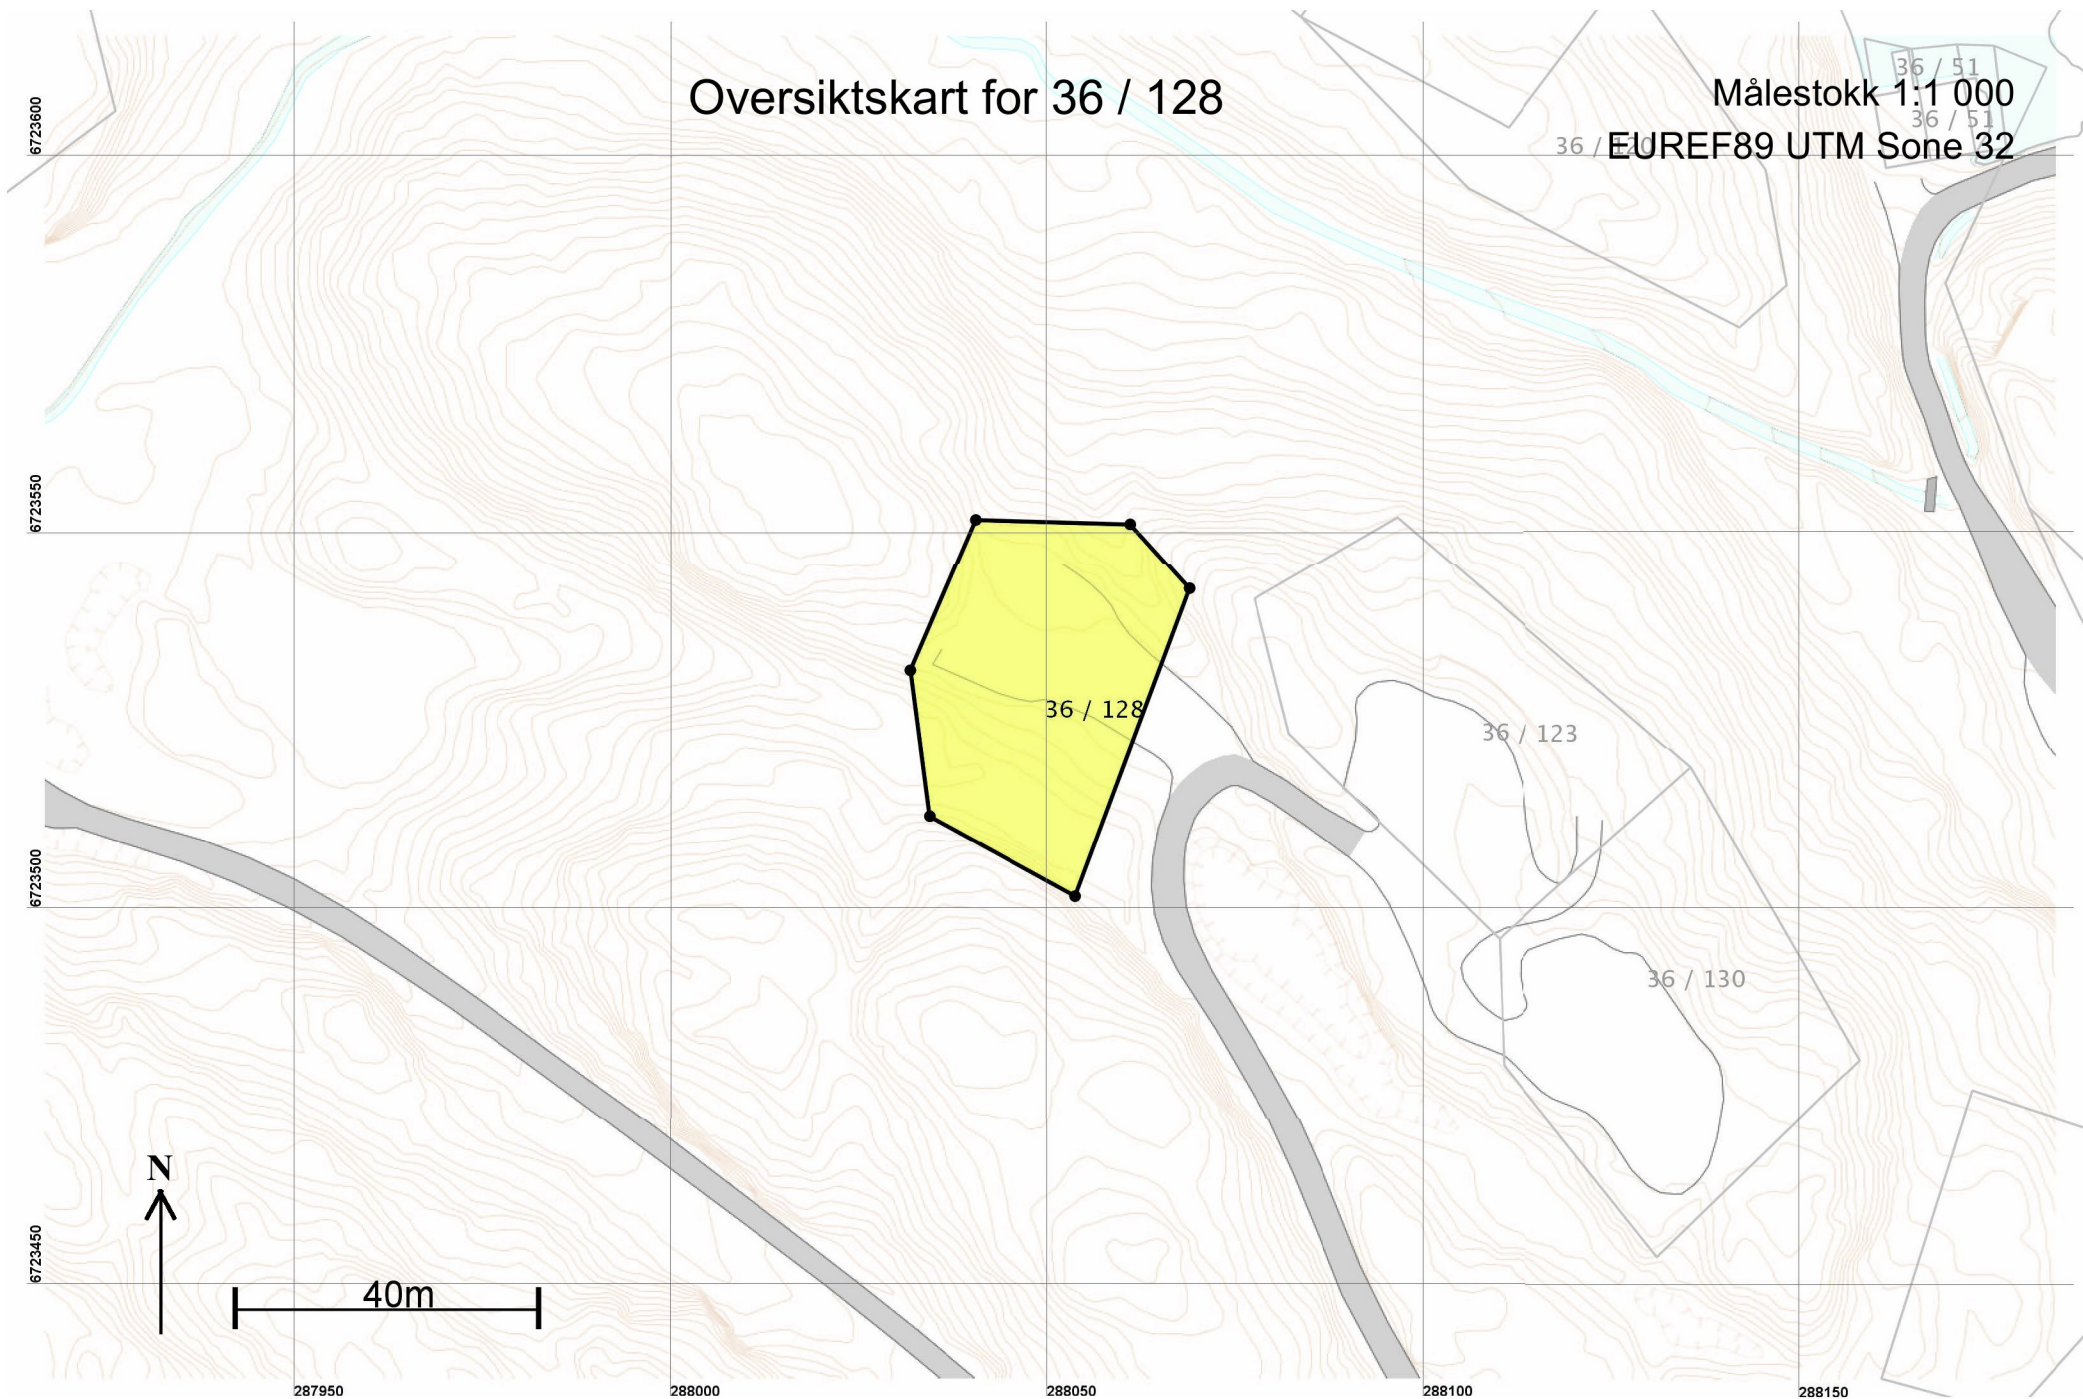 Oversiktskart for 36 / 128
Målestokk 1:1 000
EUREF89 UTM Sone 32
36 / 51
36 / 51
36 / 120
6723600
6723550
6723500
6723450
36 / 128
36 / 123
36 / 130
N
40m
287950
288000
288050
288100
288150